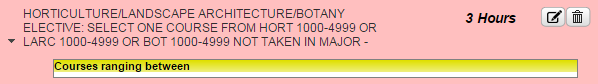 HORTICULTURE/LANDSCAPE ARCHITECTURE/BOTANY
ELECTIVE: SELECT ONE COURSE FROM HORT 1000-4999 OR
LARC 1000-4999 OR BOT 1000-4999 NOT TAKEN IN MAJOR -
3 Hours
Courses ranging between